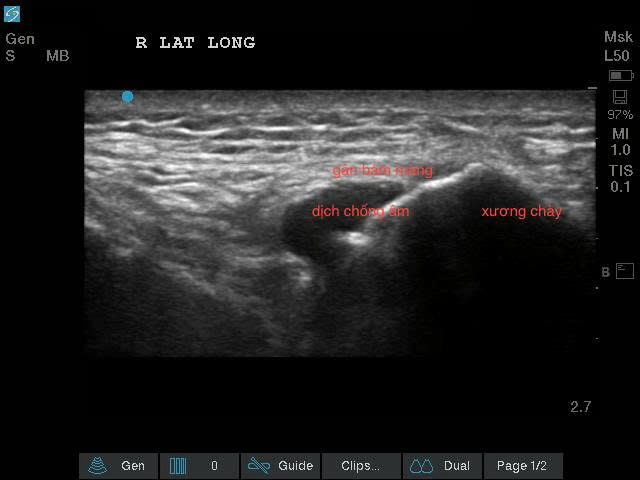 R LAT LONG
Gen
S MB
Msk
L50
97%
MI
1.0
TIS
0.1
gân bám mỏng
dịch chống âm
xương chày
B
2.7
Gen
0
Guide
Clips...
Dual
Page 1/2